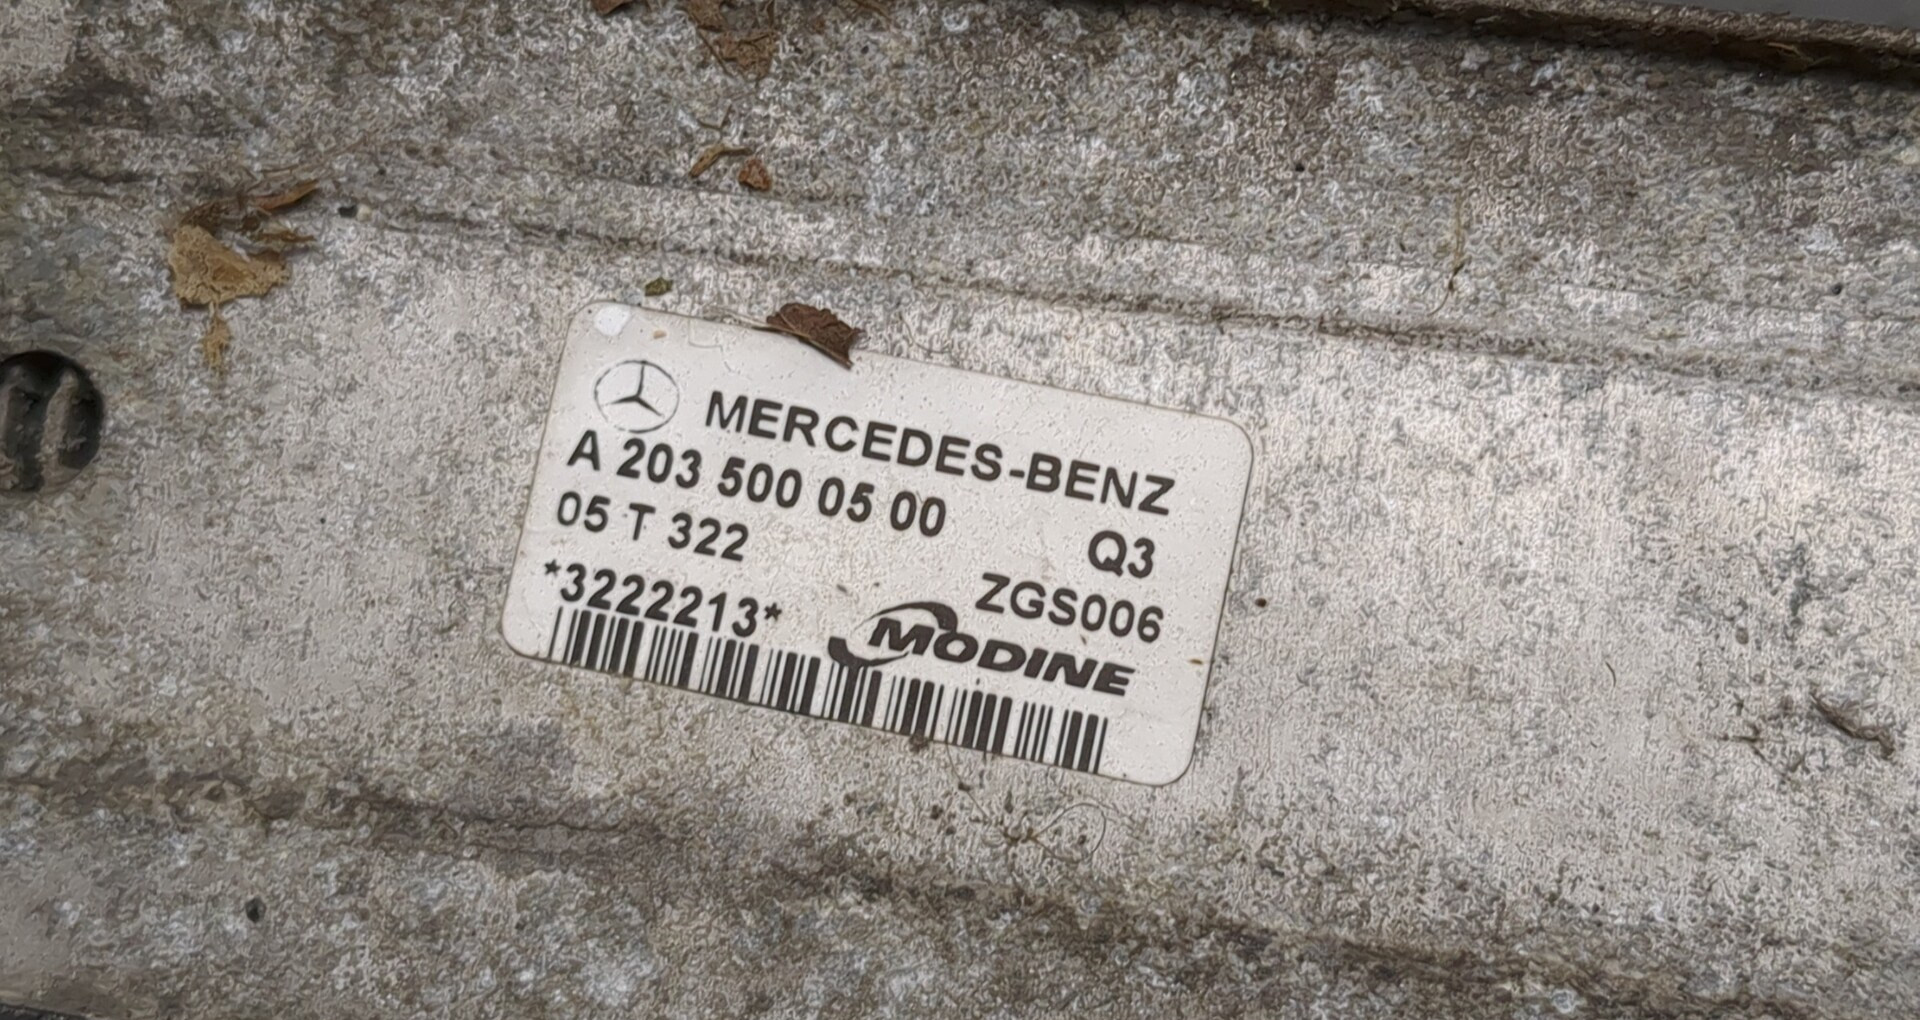 MERCEDES-BENZ
A 203 500 05 00
Q3
05 T 322
ZGS006
*3222213*
MODINE